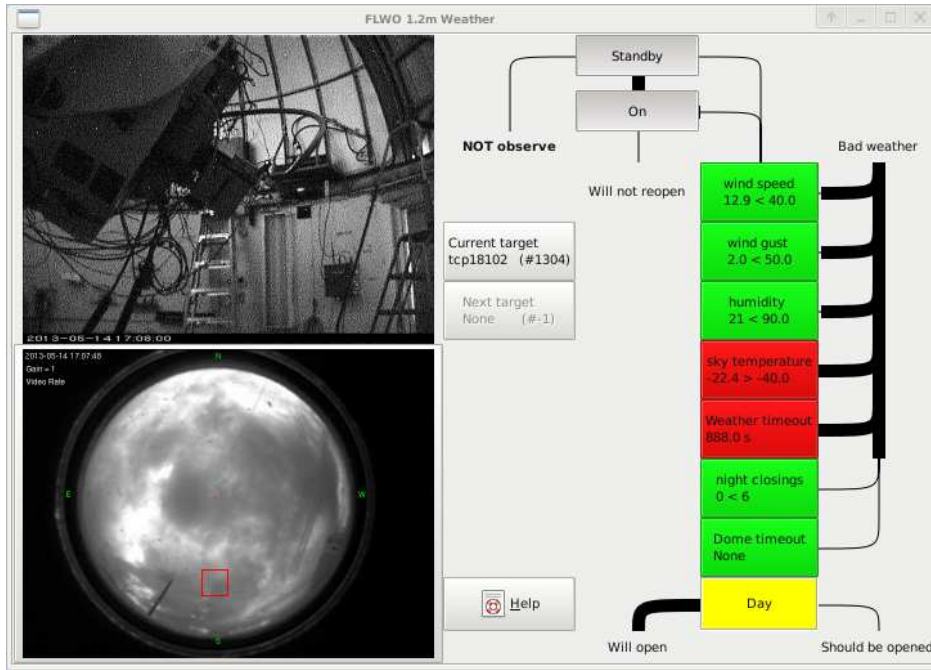 FLWO 1.2m Weather
2013-05-14 17:08:00
2013-05-14 17:07:48
Gain = 1
Video Rate
N
E
W
S
Standby
On
NOT observe
Will not reopen
Bad weather
Current target
tcp18102 (#1304)
Next target
None (#-1)
wind speed
12.9 < 40.0
wind gust
2.0 < 50.0
humidity
21 < 90.0
sky temperature
-22.4 > -40.0
Weather timeout
888.0 s
night closings
0 < 6
Dome timeout
None
Help
Day
Will open
Should be opened